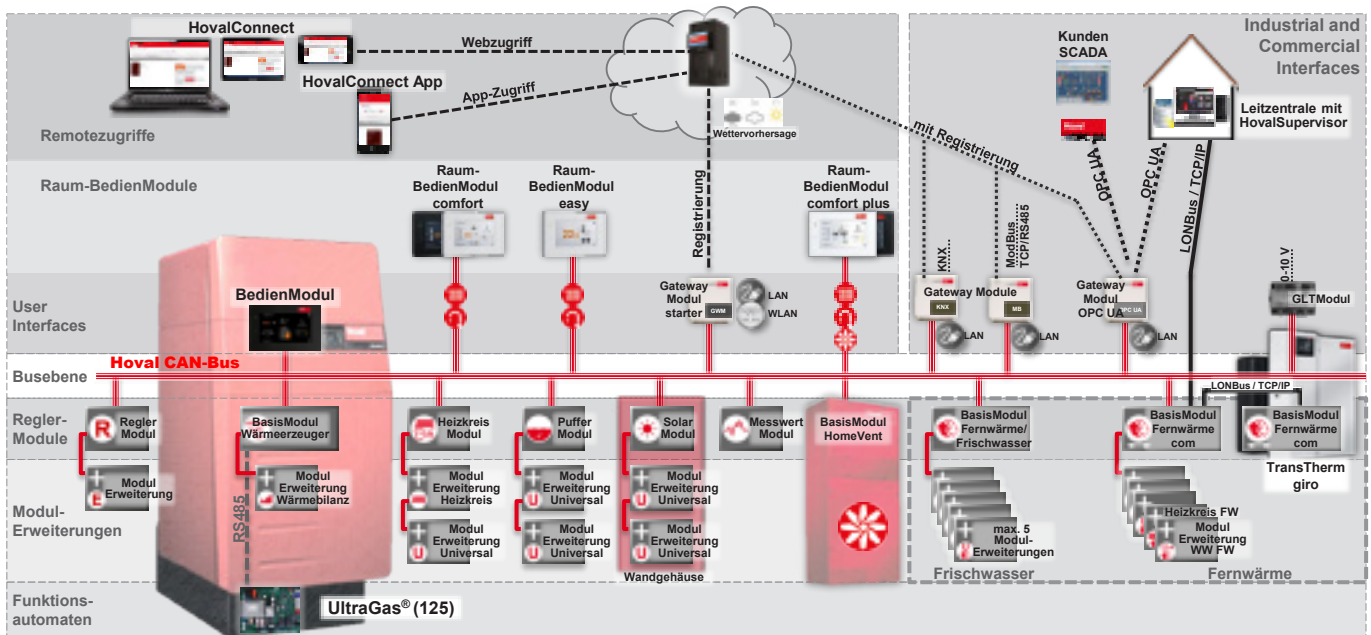 HovalConnect
Webzugriff
HovalConnect App
App-Zugriff
Wettervorhersage
Remotezugriffe
Industrial and
Commercial
Interfaces
Kunden
SCADA
Leitzentrale mit
HovalSupervisor
mit Registrierung
OPC UA
OPC UA
LONBus / TCP/IP
Raum-BedienModule
Raum-
BedienModul
comfort
Raum-
BedienModul
easy
Registrierung
Raum-
BedienModul
comfort plus
KNX
ModBus
TCP/RS485
0-10 V
User
Interfaces
BedienModul
Gateway
Modul
starter
GWM
LAN
WLAN
Gateway Module
KNX
LAN
MB
LAN
Gateway
Modul
OPC UA
OPC UA
LAN
GLTModul
Busebene
Hoval CAN-Bus
LONBus / TCP/IP
Regler-
Module
R
Regler
Modul
BasisModul
Wärmeerzeuger
Heizkreis
Modul
Puffer
Modul
Solar
Modul
Messwert
Modul
BasisModul
HomeVent
BasisModul
Fernwärme/
Frischwasser
BasisModul
Fernwärme
com
BasisModul
Fernwärme
com
TransTherm
giro
Modul-
Erweiterungen
E
Modul
Erweiterung
Modul
Erweiterung
Wärmebilanz
RS485
Modul
Erweiterung
Heizkreis
U
Modul
Erweiterung
Universal
U
Modul
Erweiterung
Universal
U
Modul
Erweiterung
Universal
U
Modul
Erweiterung
Universal
U
Modul
Erweiterung
Universal
Wandgehäuse
max. 5
Modul-
Erweiterungen
Frischwasser
Heizkreis FW
Modul
Erweiterung
WW FW
Fernwärme
Funktions-
automaten
UltraGas® (125)